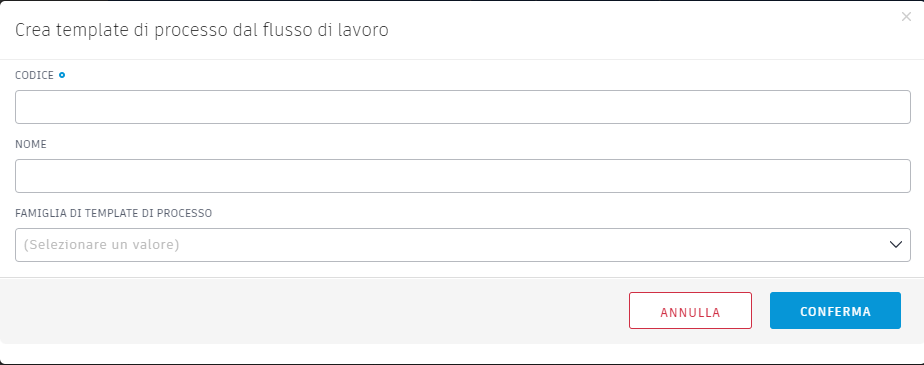 Crea template di processo dal flusso di lavoro
CODICE
NOME
FAMIGLIA DI TEMPLATE DI PROCESSO
(Selezionare un valore)
ANNULLA
CONFERMA